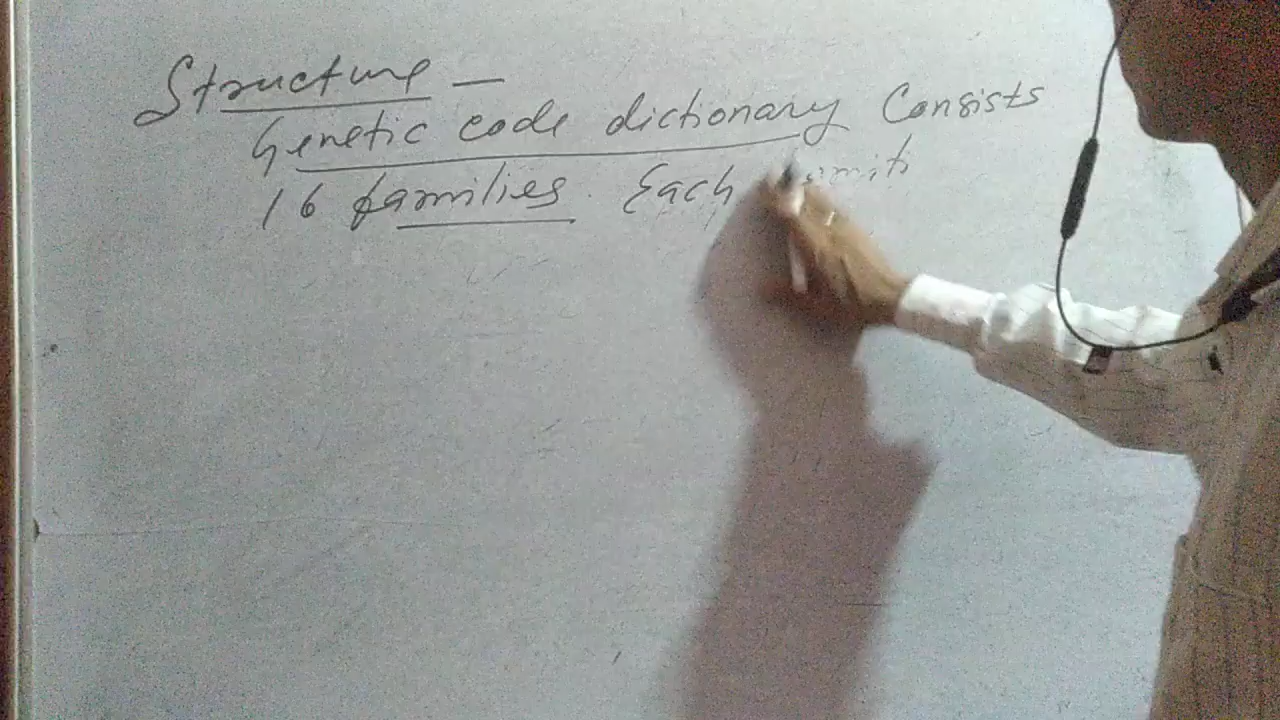 Structure —
Genetic code dictionary Consists
16 families. Each